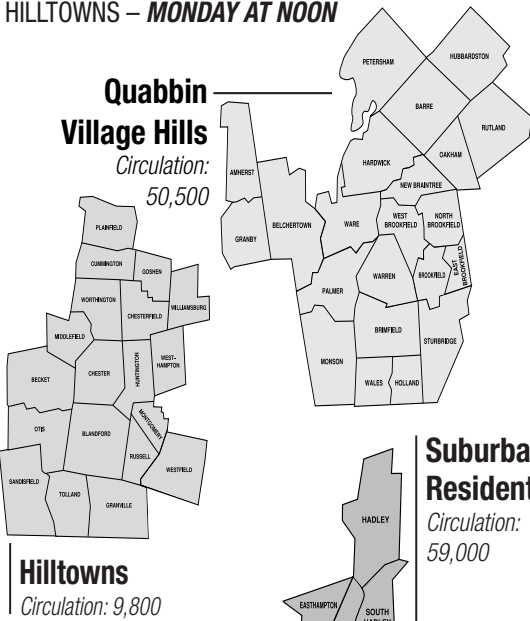 HILLTOWNS – MONDAY AT NOON
Quabbin
Village Hills
Circulation:
50,500
PETERSHAM
HUBBARDSTON
BARRE
RUTLAND
OAKHAM
HARDWICK
NEW BRAINTREE
AMHERST
BELCHERTOWN
GRANBY
WARE
WEST
BROOKFIELD
NORTH
BROOKFIELD
EAST
BROOKFIELD
BROOKFIELD
WARREN
PALMER
BRIMFIELD
STURBRIDGE
MONSON
WALES
HOLLAND
PLAINFIELD
CUMMINGTON
GOSHEN
WORTHINGTON
CHESTERFIELD
WILLIAMSBURG
MIDDLEFIELD
WEST-
HAMPTON
BECKET
CHESTER
HUNTINGTON
MONTGOMERY
OTIS
BLANDFORD
RUSSELL
WESTFIELD
SANDISFIELD
TOLLAND
GRANVILLE
Hilltowns
Circulation: 9,800
Suburba
Resident
Circulation:
59,000
HADLEY
EASTHAMPTON
SOUTH
HADLEY